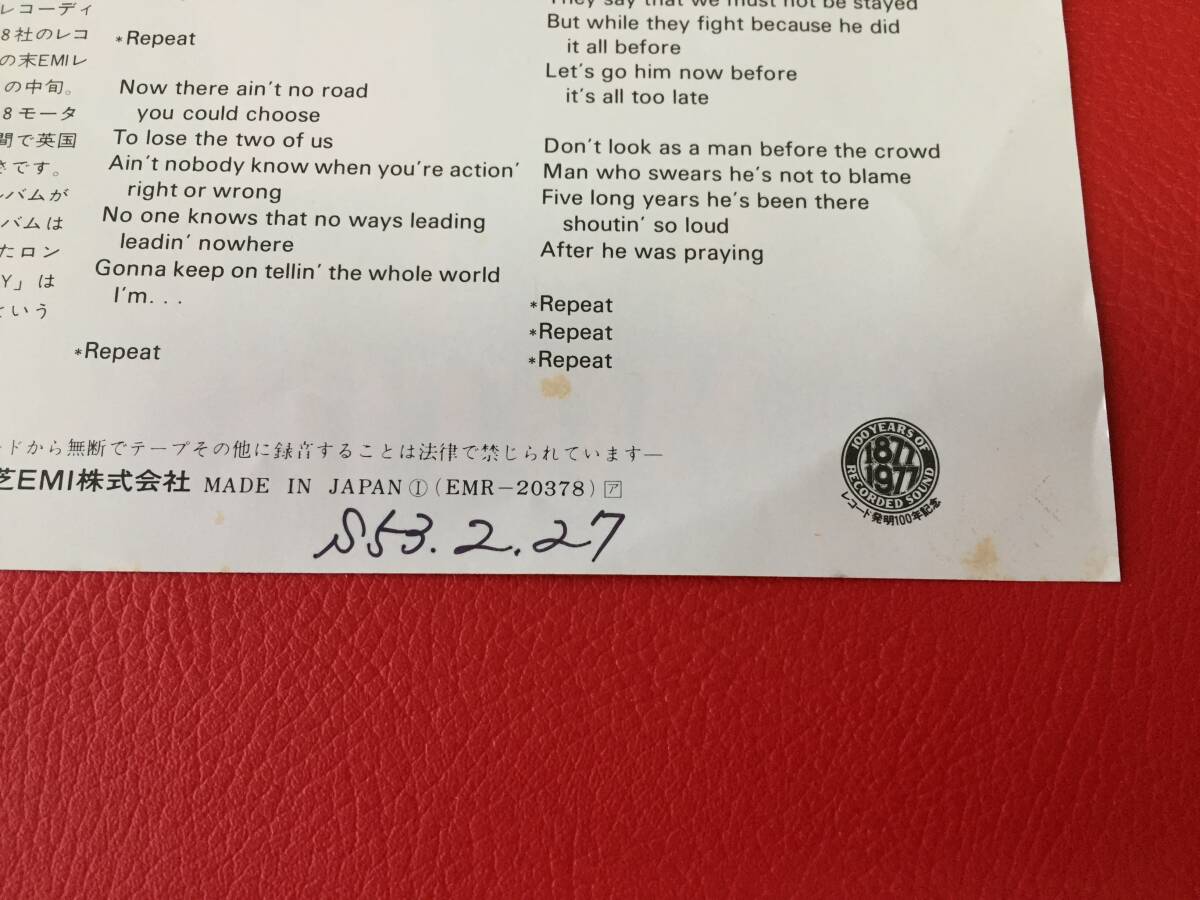 レコーディ
8社のレコ
の末EMIレ
の中旬。
8モータ
間で英国
さです。
ルバムが
バムは
たロン
Y」は
という
*Repeat
Now there ain't no road
you could choose
To lose the two of us
Ain't nobody know when you're action'
right or wrong
No one knows that no ways leading
leadin' nowhere
Gonna keep on tellin' the whole world
I'm...
*Repeat
They say that we must not be stayed
But while they fight because he did
it all before
Let's go him now before
it's all too late
Don't look as a man before the crowd
Man who swears he's not to blame
Five long years he's been there
shoutin' so loud
After he was praying
*Repeat
*Repeat
*Repeat
ードから無断でテープその他に録音することは法律で禁じられています—
芝EMI株式会社 MADE IN JAPAN Ⓘ (EMR-20378) ア
S53.2.27
100 YEARS OF
1877
1977
RECORDED SOUND
レコード発明100年記念